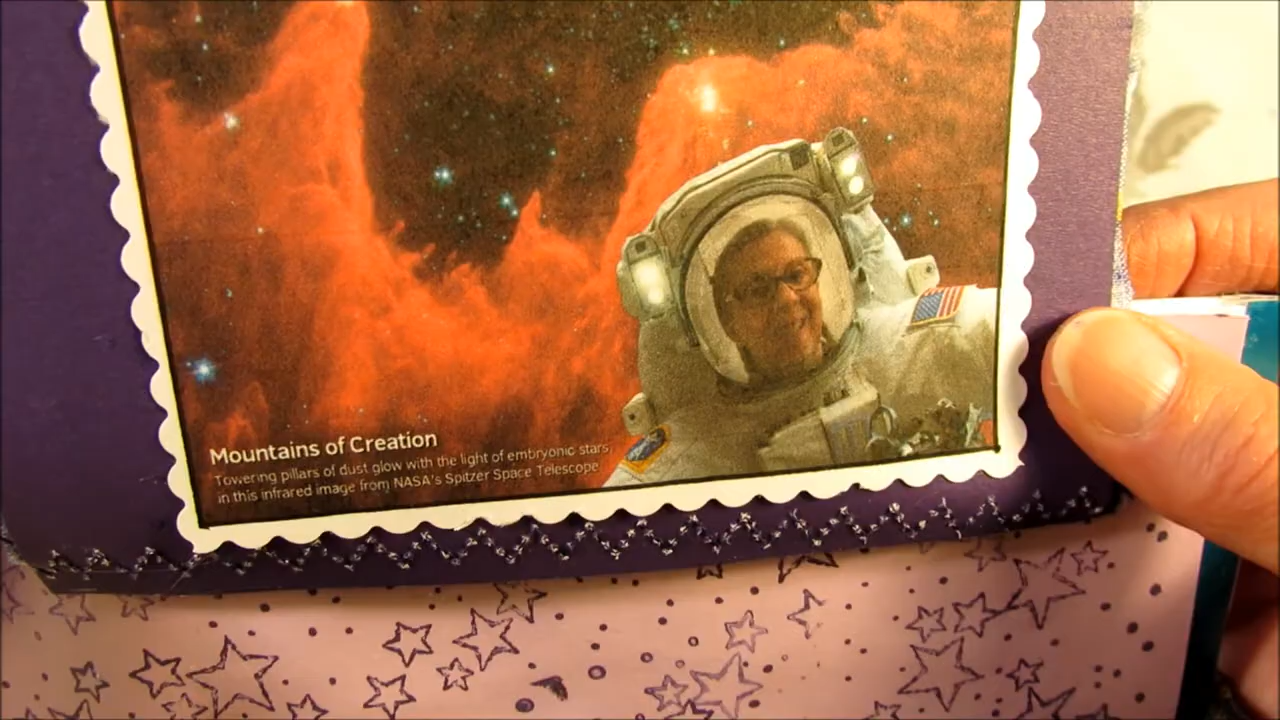 Mountains of Creation
Towering pillars of dust glow with the light of embryonic stars
in this infrared image from NASA's Spitzer Space Telescope